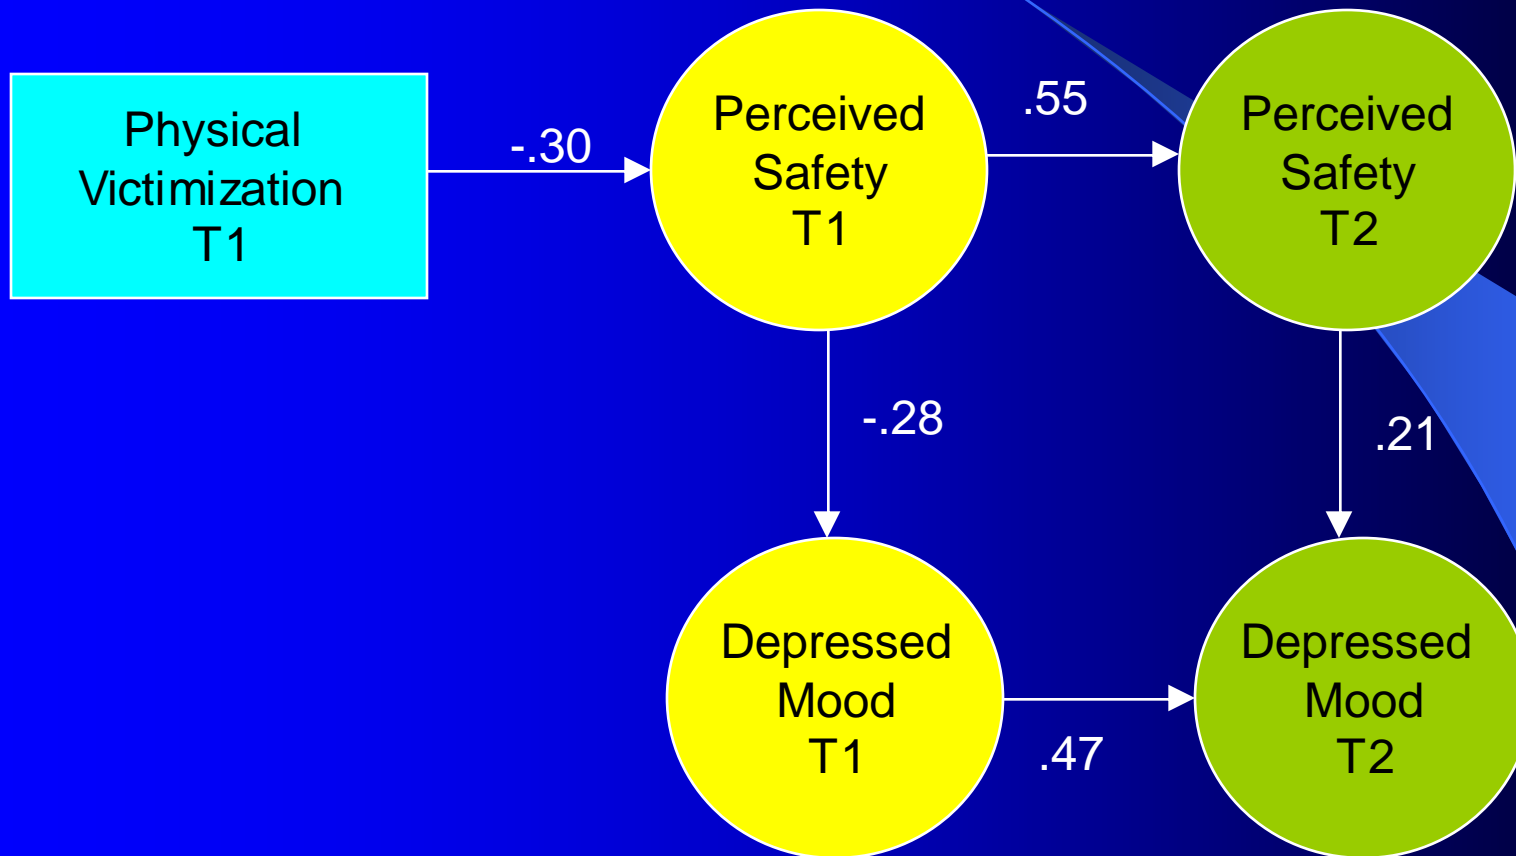 Physical
Victimization
T1
-.30
Perceived
Safety
T1
.55
Perceived
Safety
T2
-.28
.21
Depressed
Mood
T1
.47
Depressed
Mood
T2